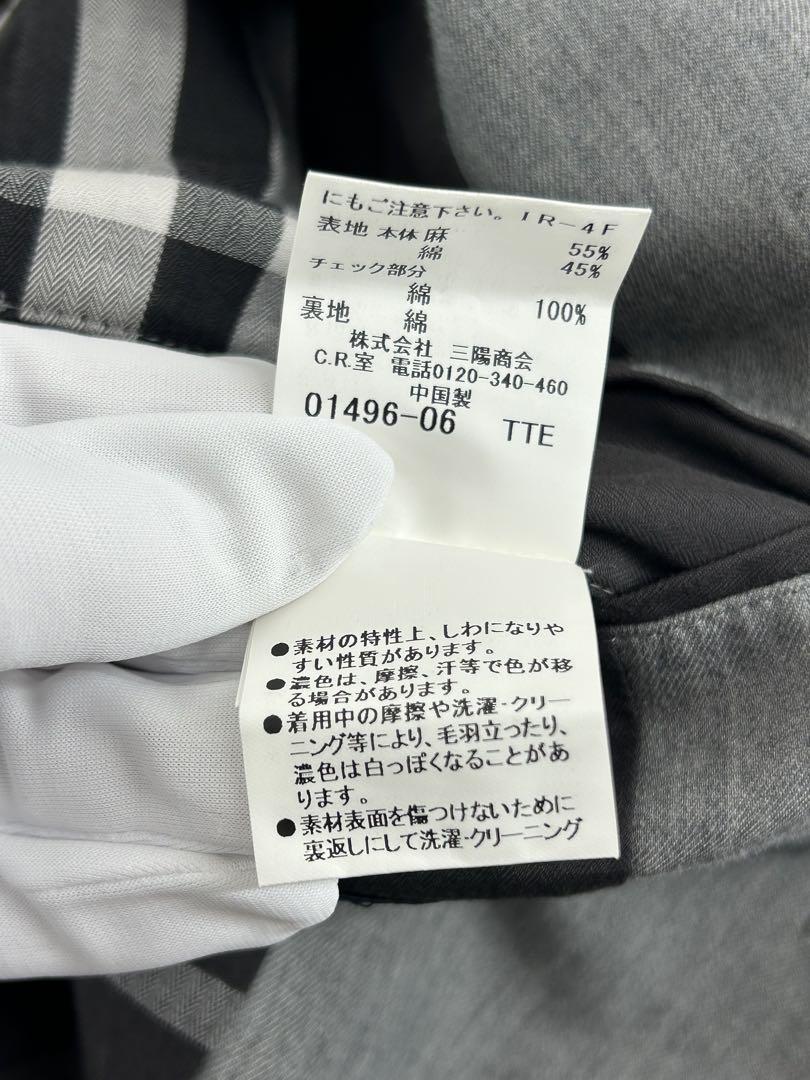 にもご注意下さい。IR-4F
表地 本体 麻 55%
綿 45%
チェック部分
綿 100%
裏地 綿
株式会社 三陽商会
C.R.室 電話0120-340-460
中国製
01496-06 TTE
●素材の特性上、しわになりや
すい性質があります。
●濃色は、摩擦、汗等で色が移
る場合があります。
●着用中の摩擦や洗濯・クリー
ニング等により、毛羽立ったり、
濃色は白っぽくなることがあ
ります。
●素材表面を傷つけないために
裏返しにして洗濯・クリーニング